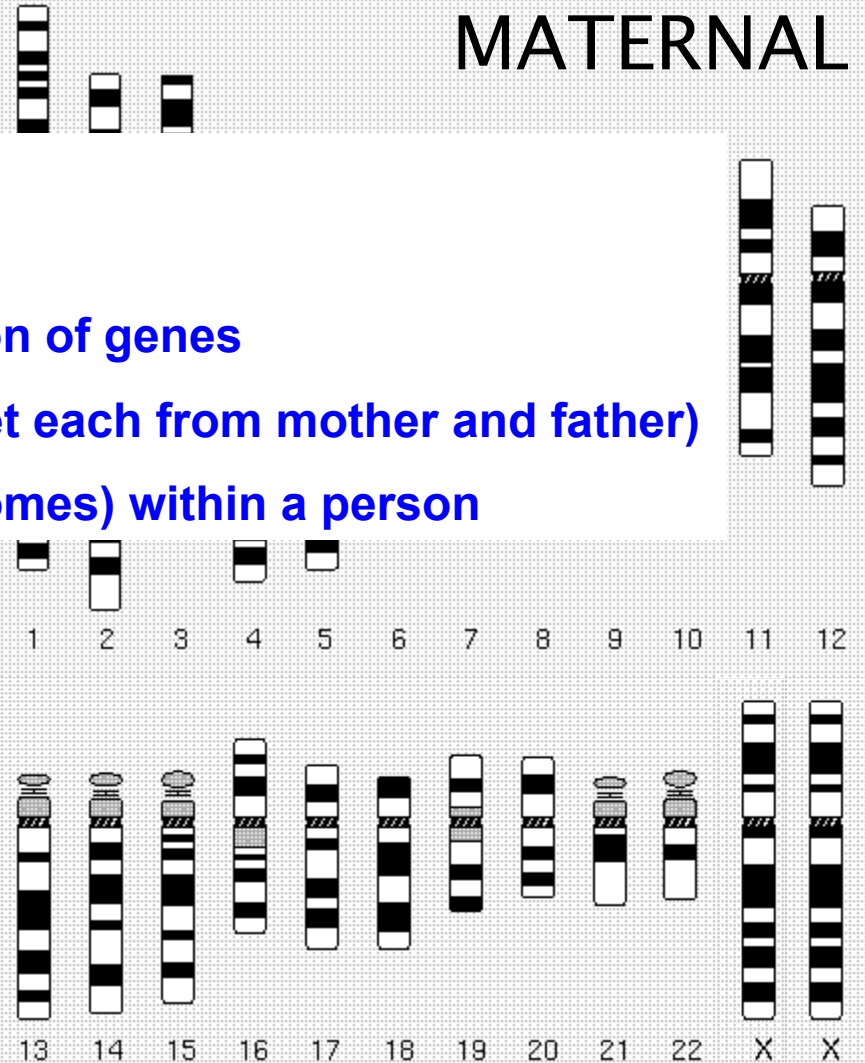 MATERNAL
on of genes
et each from mother and father)
omes) within a person
1 2 3 4 5 6 7 8 9 10 11 12
13 14 15 16 17 18 19 20 21 22 X X